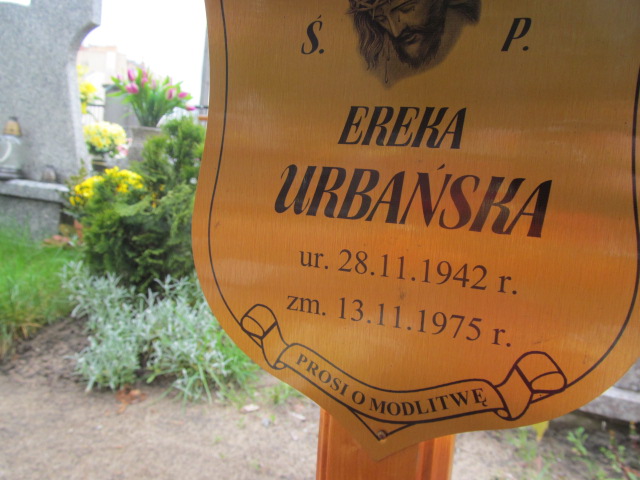 Ś. P.
EREKA
URBAŃSKA
ur. 28.11.1942 r.
zm. 13.11.1975 r.
PROSI O MODLITWĘ